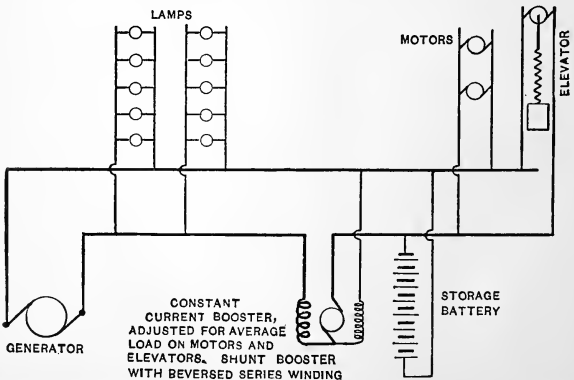 LAMPS
MOTORS
ELEVATOR
GENERATOR
CONSTANT
CURRENT BOOSTER,
ADJUSTED FOR AVERAGE
LOAD ON MOTORS AND
ELEVATORS. SHUNT BOOSTER
WITH BEVERSED SERIES WINDING
STORAGE
BATTERY